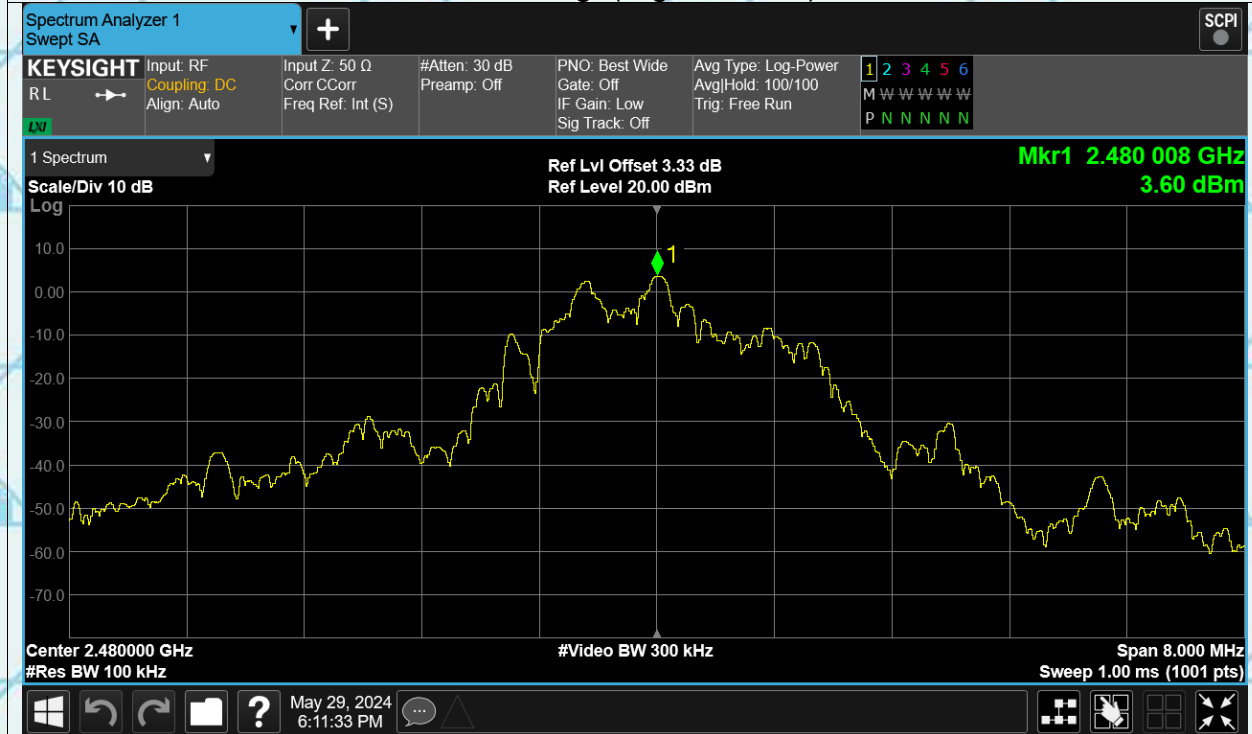 Spectrum Analyzer 1
Swept SA
+
SCPI
KEYSIGHT
RL
LXI
Input: RF
Coupling: DC
Align: Auto
Input Z: 50 Ω
Corr CCorr
Freq Ref: Int (S)
#Atten: 30 dB
Preamp: Off
PNO: Best Wide
Gate: Off
IF Gain: Low
Sig Track: Off
Avg Type: Log-Power
Avg|Hold: 100/100
Trig: Free Run
1 2 3 4 5 6
M W W W W W
P N N N N N
1 Spectrum
Scale/Div 10 dB
Log
Ref Lvl Offset 3.33 dB
Ref Level 20.00 dBm
Mkr1 2.480 008 GHz
3.60 dBm
1
10.0
0.00
-10.0
-20.0
-30.0
-40.0
-50.0
-60.0
-70.0
Center 2.480000 GHz
#Res BW 100 kHz
#Video BW 300 kHz
Span 8.000 MHz
Sweep 1.00 ms (1001 pts)
?
May 29, 2024
6:11:33 PM